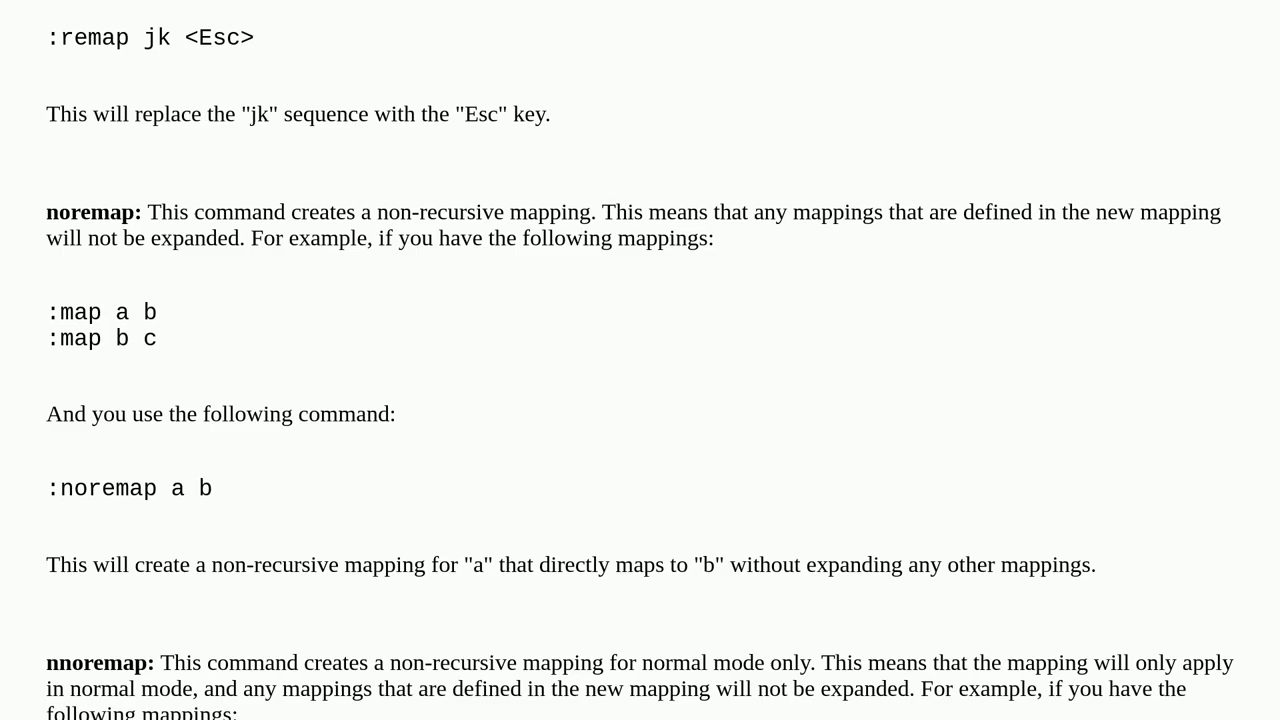 :remap jk <Esc>
This will replace the "jk" sequence with the "Esc" key.
noremap: This command creates a non-recursive mapping. This means that any mappings that are defined in the new mapping
will not be expanded. For example, if you have the following mappings:
:map a b
:map b c
And you use the following command:
:noremap a b
This will create a non-recursive mapping for "a" that directly maps to "b" without expanding any other mappings.
nnoremap: This command creates a non-recursive mapping for normal mode only. This means that the mapping will only apply
in normal mode, and any mappings that are defined in the new mapping will not be expanded. For example, if you have the
following mappings: